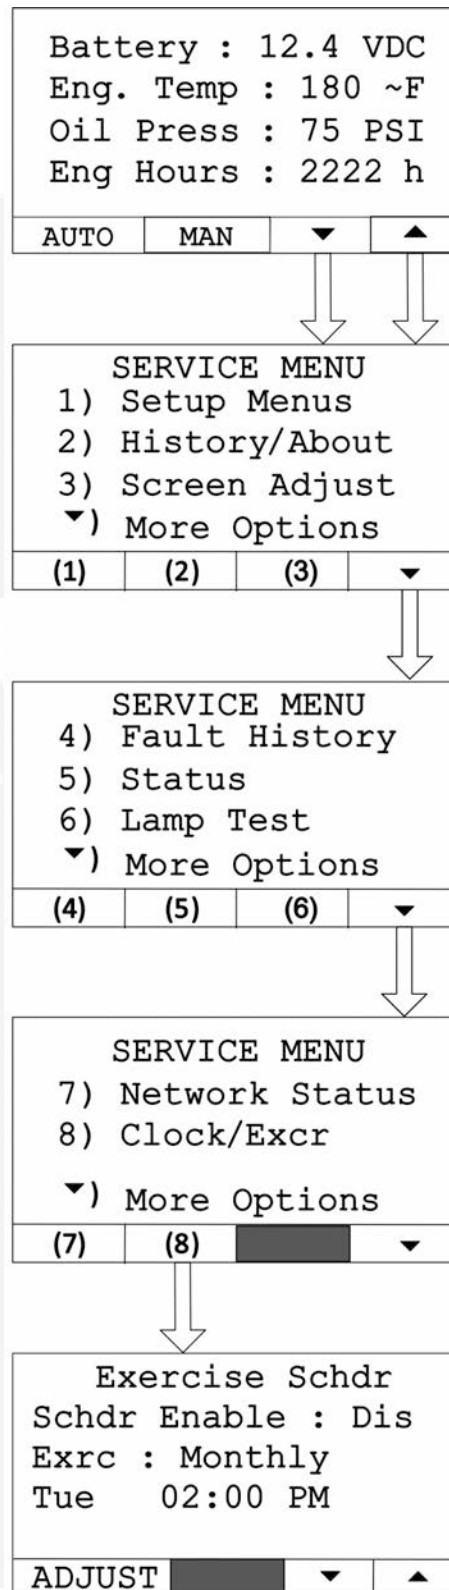 Battery : 12.4 VDC
Eng. Temp : 180 ~F
Oil Press : 75 PSI
Eng Hours : 2222 h
AUTO MAN ▼ ▲
SERVICE MENU
1) Setup Menus
2) History/About
3) Screen Adjust
▼) More Options
(1) (2) (3) ▼
SERVICE MENU
4) Fault History
5) Status
6) Lamp Test
▼) More Options
(4) (5) (6) ▼
SERVICE MENU
7) Network Status
8) Clock/Excr
▼) More Options
(7) (8) ▼
Exercise Schdr
Schdr Enable : Dis
Exrc : Monthly
Tue 02:00 PM
ADJUST ▼ ▲